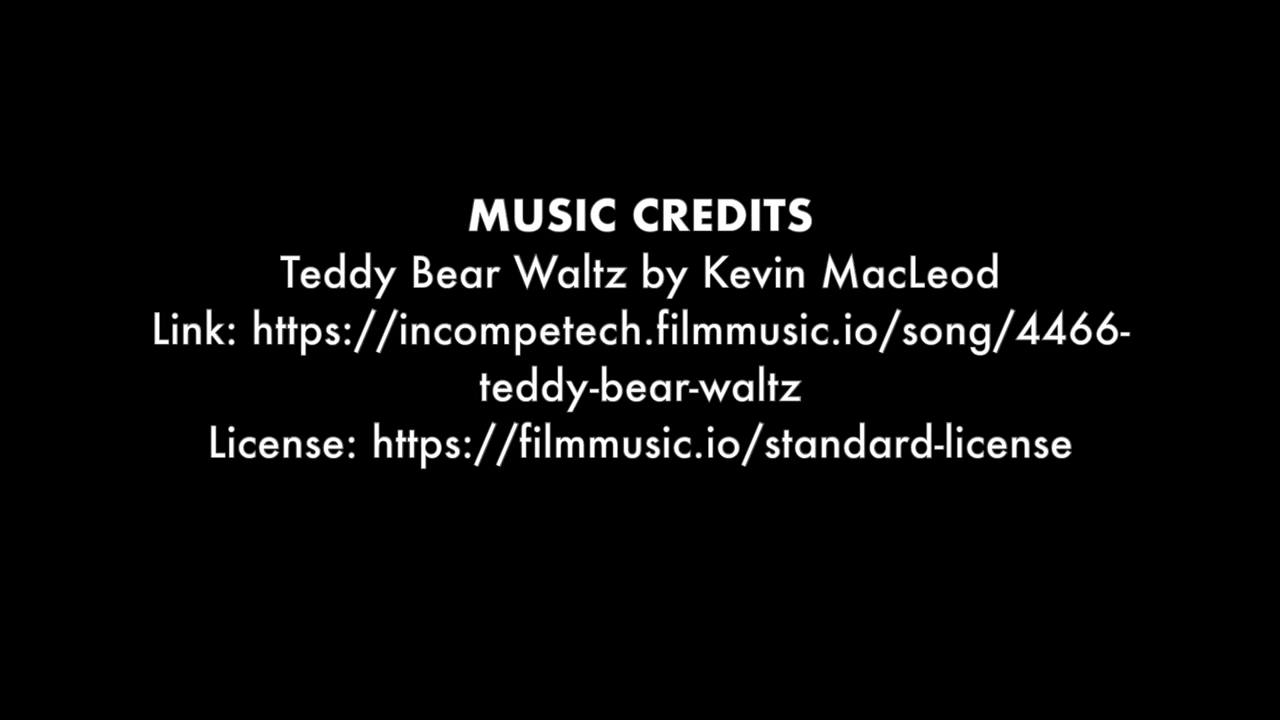 MUSIC CREDITS
Teddy Bear Waltz by Kevin MacLeod
Link: https://incompetech.filmmusic.io/song/4466-
teddy-bear-waltz
License: https://filmmusic.io/standard-license